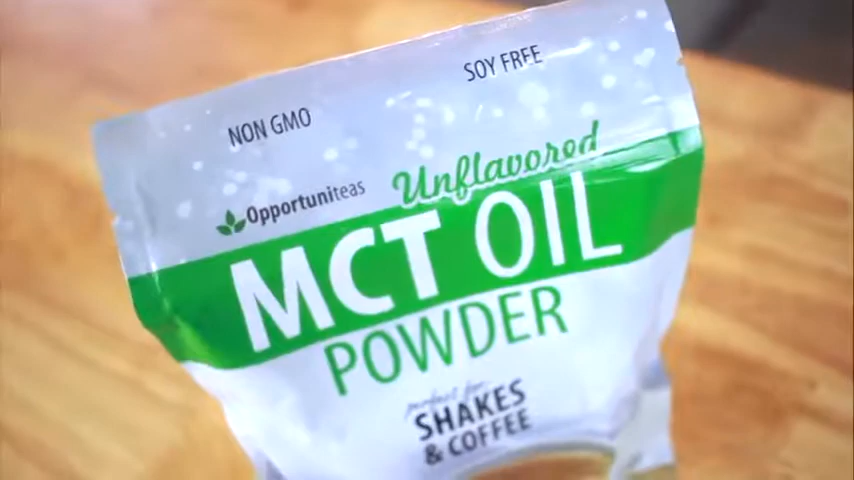 NON GMO
SOY FREE
Opportuniteas
Unflavored
MCT OIL
POWDER
perfect for
SHAKES
& COFFEE